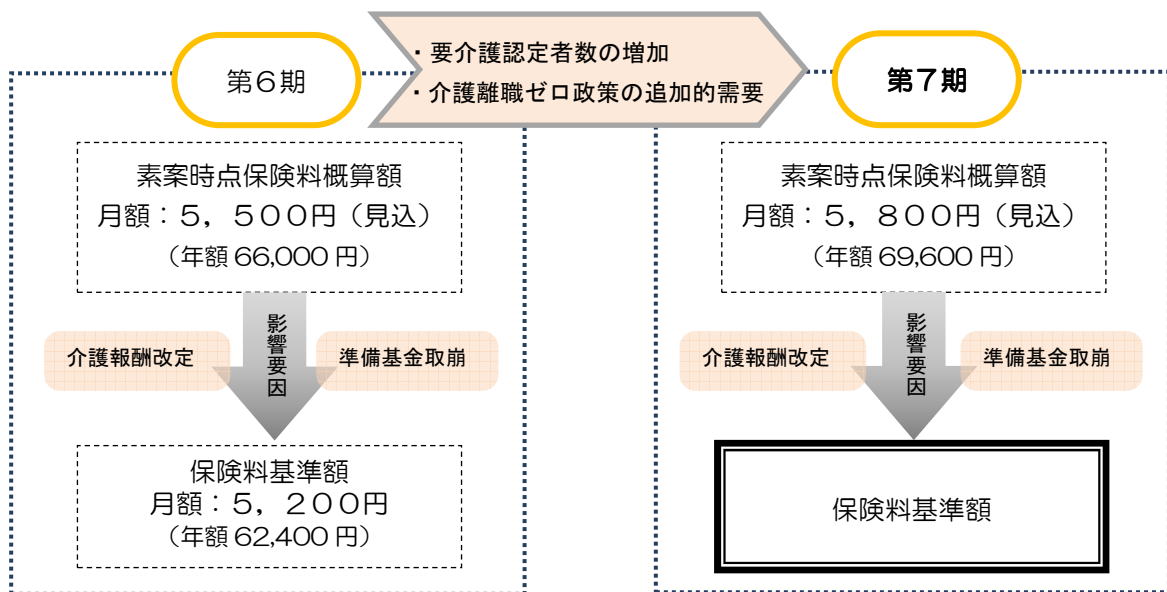 ・要介護認定者数の増加
・介護離職ゼロ政策の追加的需要
第６期
素案時点保険料概算額
月額：５，５００円（見込）
（年額 66,000 円）
影響要因
介護報酬改定
準備基金取崩
保険料基準額
月額：５，２００円
（年額 62,400 円）
第７期
素案時点保険料概算額
月額：５，８００円（見込）
（年額 69,600 円）
影響要因
介護報酬改定
準備基金取崩
保険料基準額